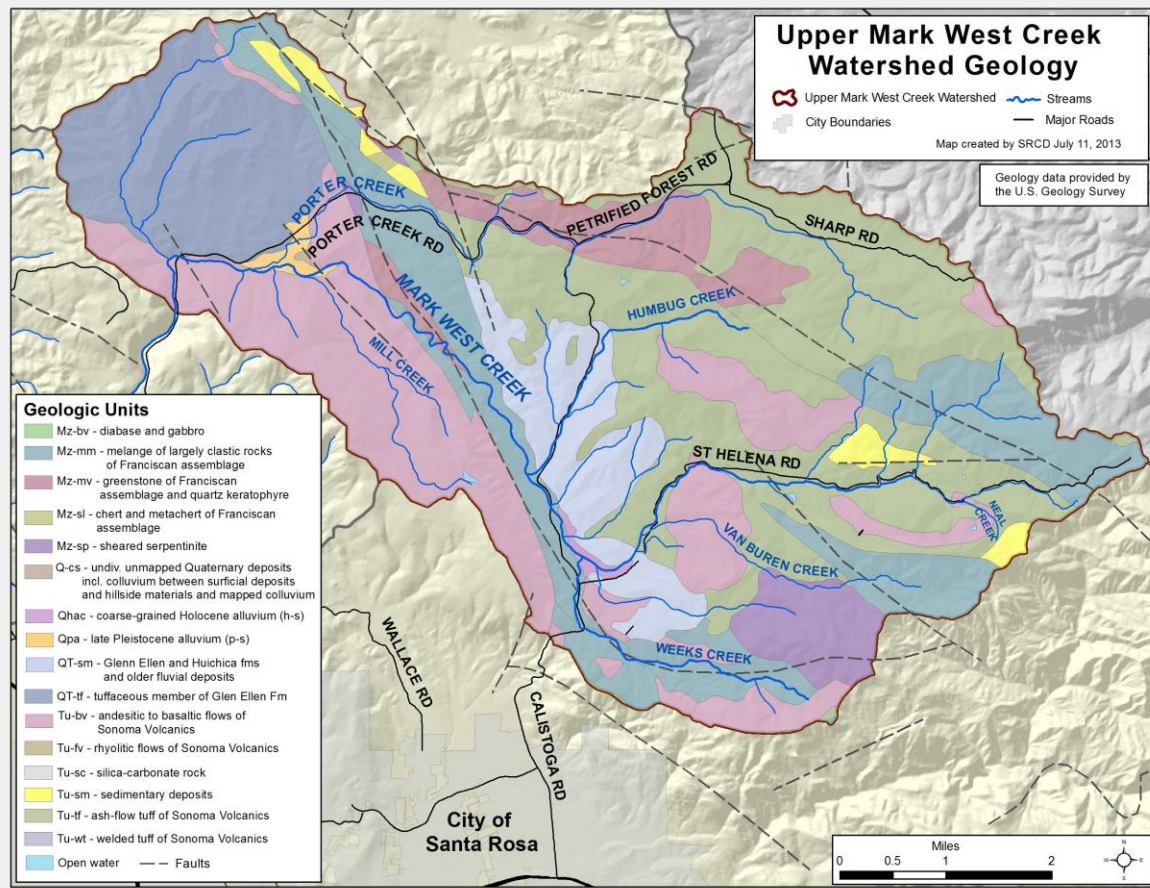 Upper Mark West Creek
Watershed Geology
Upper Mark West Creek Watershed
Streams
City Boundaries
Major Roads
Map created by SRCD July 11, 2013
Geology data provided by
the U.S. Geology Survey
PORTER CREEK
PORTER CREEK RD
PETRIFIED FOREST RD
SHARP RD
MARK WEST CREEK
HUMBUG CREEK
MILL CREEK
ST HELENA RD
NEAL
CREEK
VAN BUREN CREEK
WEEKS CREEK
WALLACE RD
CALISTOGA RD
City of
Santa Rosa
Geologic Units
Mz-bv - diabase and gabbro
Mz-mm - melange of largely clastic rocks
of Franciscan assemblage
Mz-mv - greenstone of Franciscan
assemblage and quartz keratophyre
Mz-sl - chert and metachert of Franciscan
assemblage
Mz-sp - sheared serpentinite
Q-cs - undiv. unmapped Quaternary deposits
incl. colluvium between surficial deposits
and hillside materials and mapped colluvium
Qhac - coarse-grained Holocene alluvium (h-s)
Qpa - late Pleistocene alluvium (p-s)
QT-sm - Glenn Ellen and Huichica fms
and older fluvial deposits
QT-tf - tuffaceous member of Glen Ellen Fm
Tu-bv - andesitic to basaltic flows of
Sonoma Volcanics
Tu-fv - rhyolitic flows of Sonoma Volcanics
Tu-sc - silica-carbonate rock
Tu-sm - sedimentary deposits
Tu-tf - ash-flow tuff of Sonoma Volcanics
Tu-wt - welded tuff of Sonoma Volcanics
Open water
Faults
Miles
0 0.5 1 2
N
W E
S